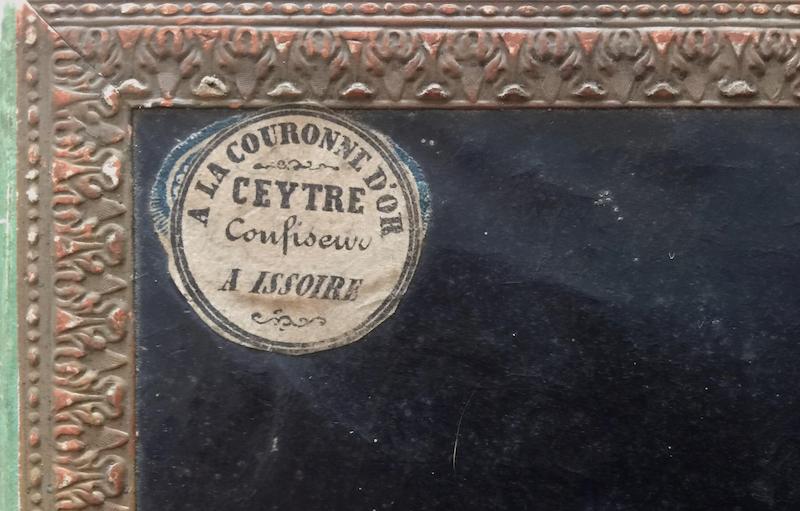 A LA COURONNE D'OR
CEYTRE
Confiseur
A ISSOIRE